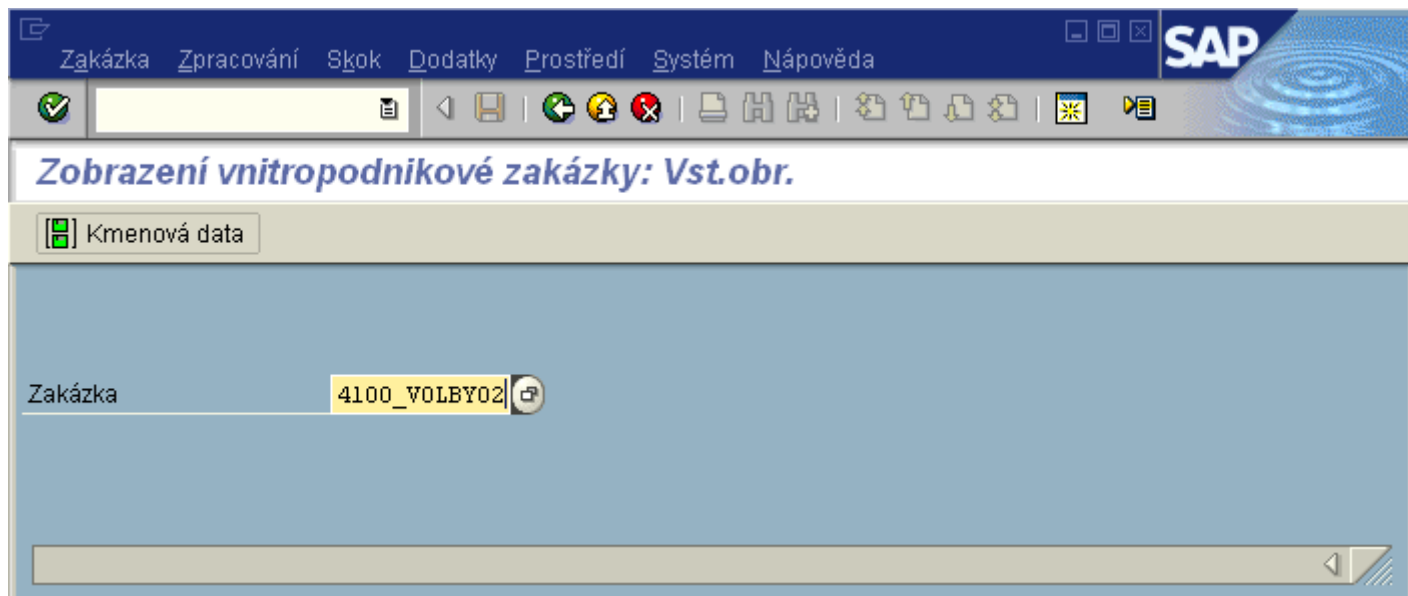 Zakázka Zpracování Skok Dodatky Prostředí Systém Nápověda
SAP
Zobrazení vnitropodnikové zakázky: Vst.obr.
Kmenová data
Zakázka 4100_VOLBY02